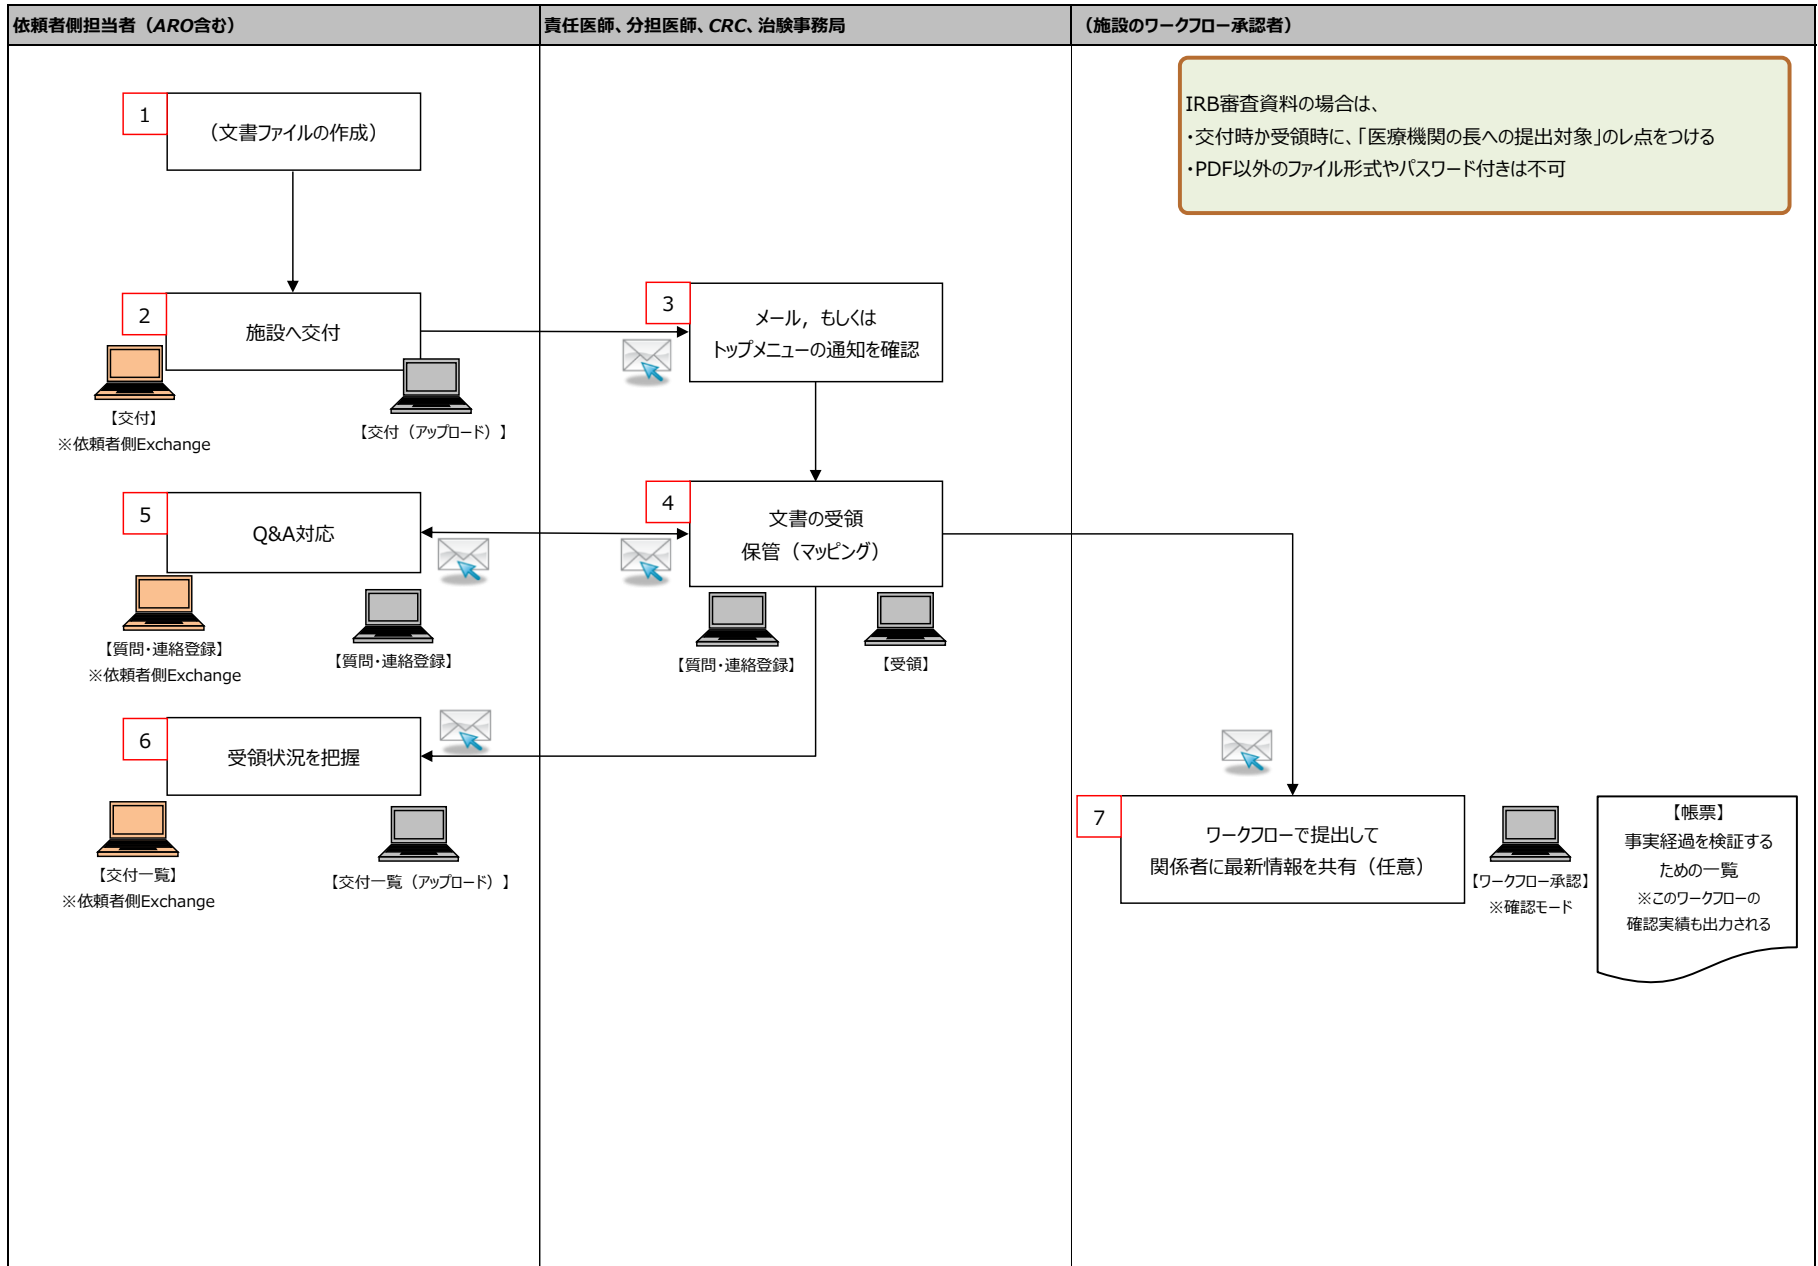 依頼者側担当者（ARO含む）
責任医師、分担医師、CRC、治験事務局
（施設のワークフロー承認者）
IRB審査資料の場合は、
・交付時か受領時に、「医療機関の長への提出対象」のレ点をつける
・PDF以外のファイル形式やパスワード付きは不可
1
（文書ファイルの作成）
2
施設へ交付
【交付】
※依頼者側Exchange
【交付（アップロード）】
3
メール，もしくは
トップメニューの通知を確認
4
文書の受領
保管（マッピング）
【質問・連絡登録】
【受領】
5
Q&A対応
【質問・連絡登録】
※依頼者側Exchange
【質問・連絡登録】
6
受領状況を把握
【交付一覧】
※依頼者側Exchange
【交付一覧（アップロード）】
7
ワークフローで提出して
関係者に最新情報を共有（任意）
【ワークフロー承認】
※確認モード
【帳票】
事実経過を検証する
ための一覧
※このワークフローの
確認実績も出力される